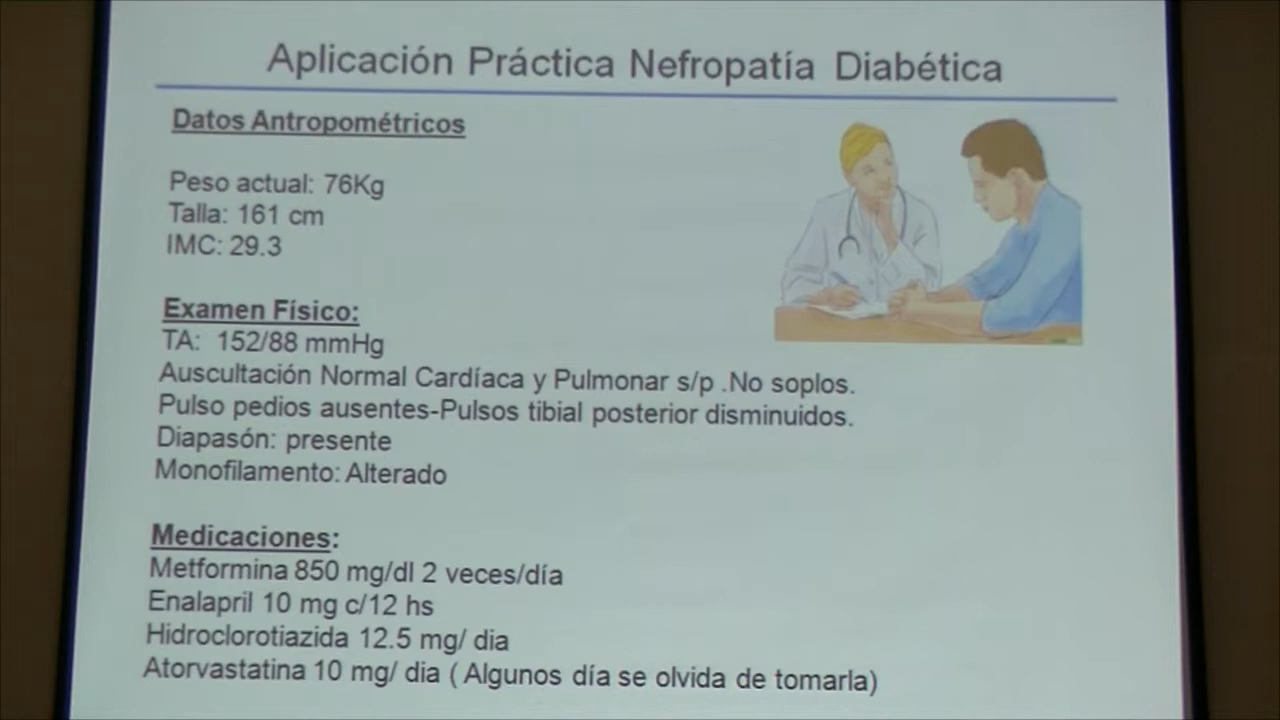 Aplicación Práctica Nefropatía Diabética
Datos Antropométricos
Peso actual: 76Kg
Talla: 161 cm
IMC: 29.3
Examen Físico:
TA: 152/88 mmHg
Auscultación Normal Cardíaca y Pulmonar s/p .No soplos.
Pulso pedios ausentes-Pulsos tibial posterior disminuidos.
Diapasón: presente
Monofilamento: Alterado
Medicaciones:
Metformina 850 mg/dl 2 veces/día
Enalapril 10 mg c/12 hs
Hidroclorotiazida 12.5 mg/ dia
Atorvastatina 10 mg/ dia ( Algunos día se olvida de tomarla)